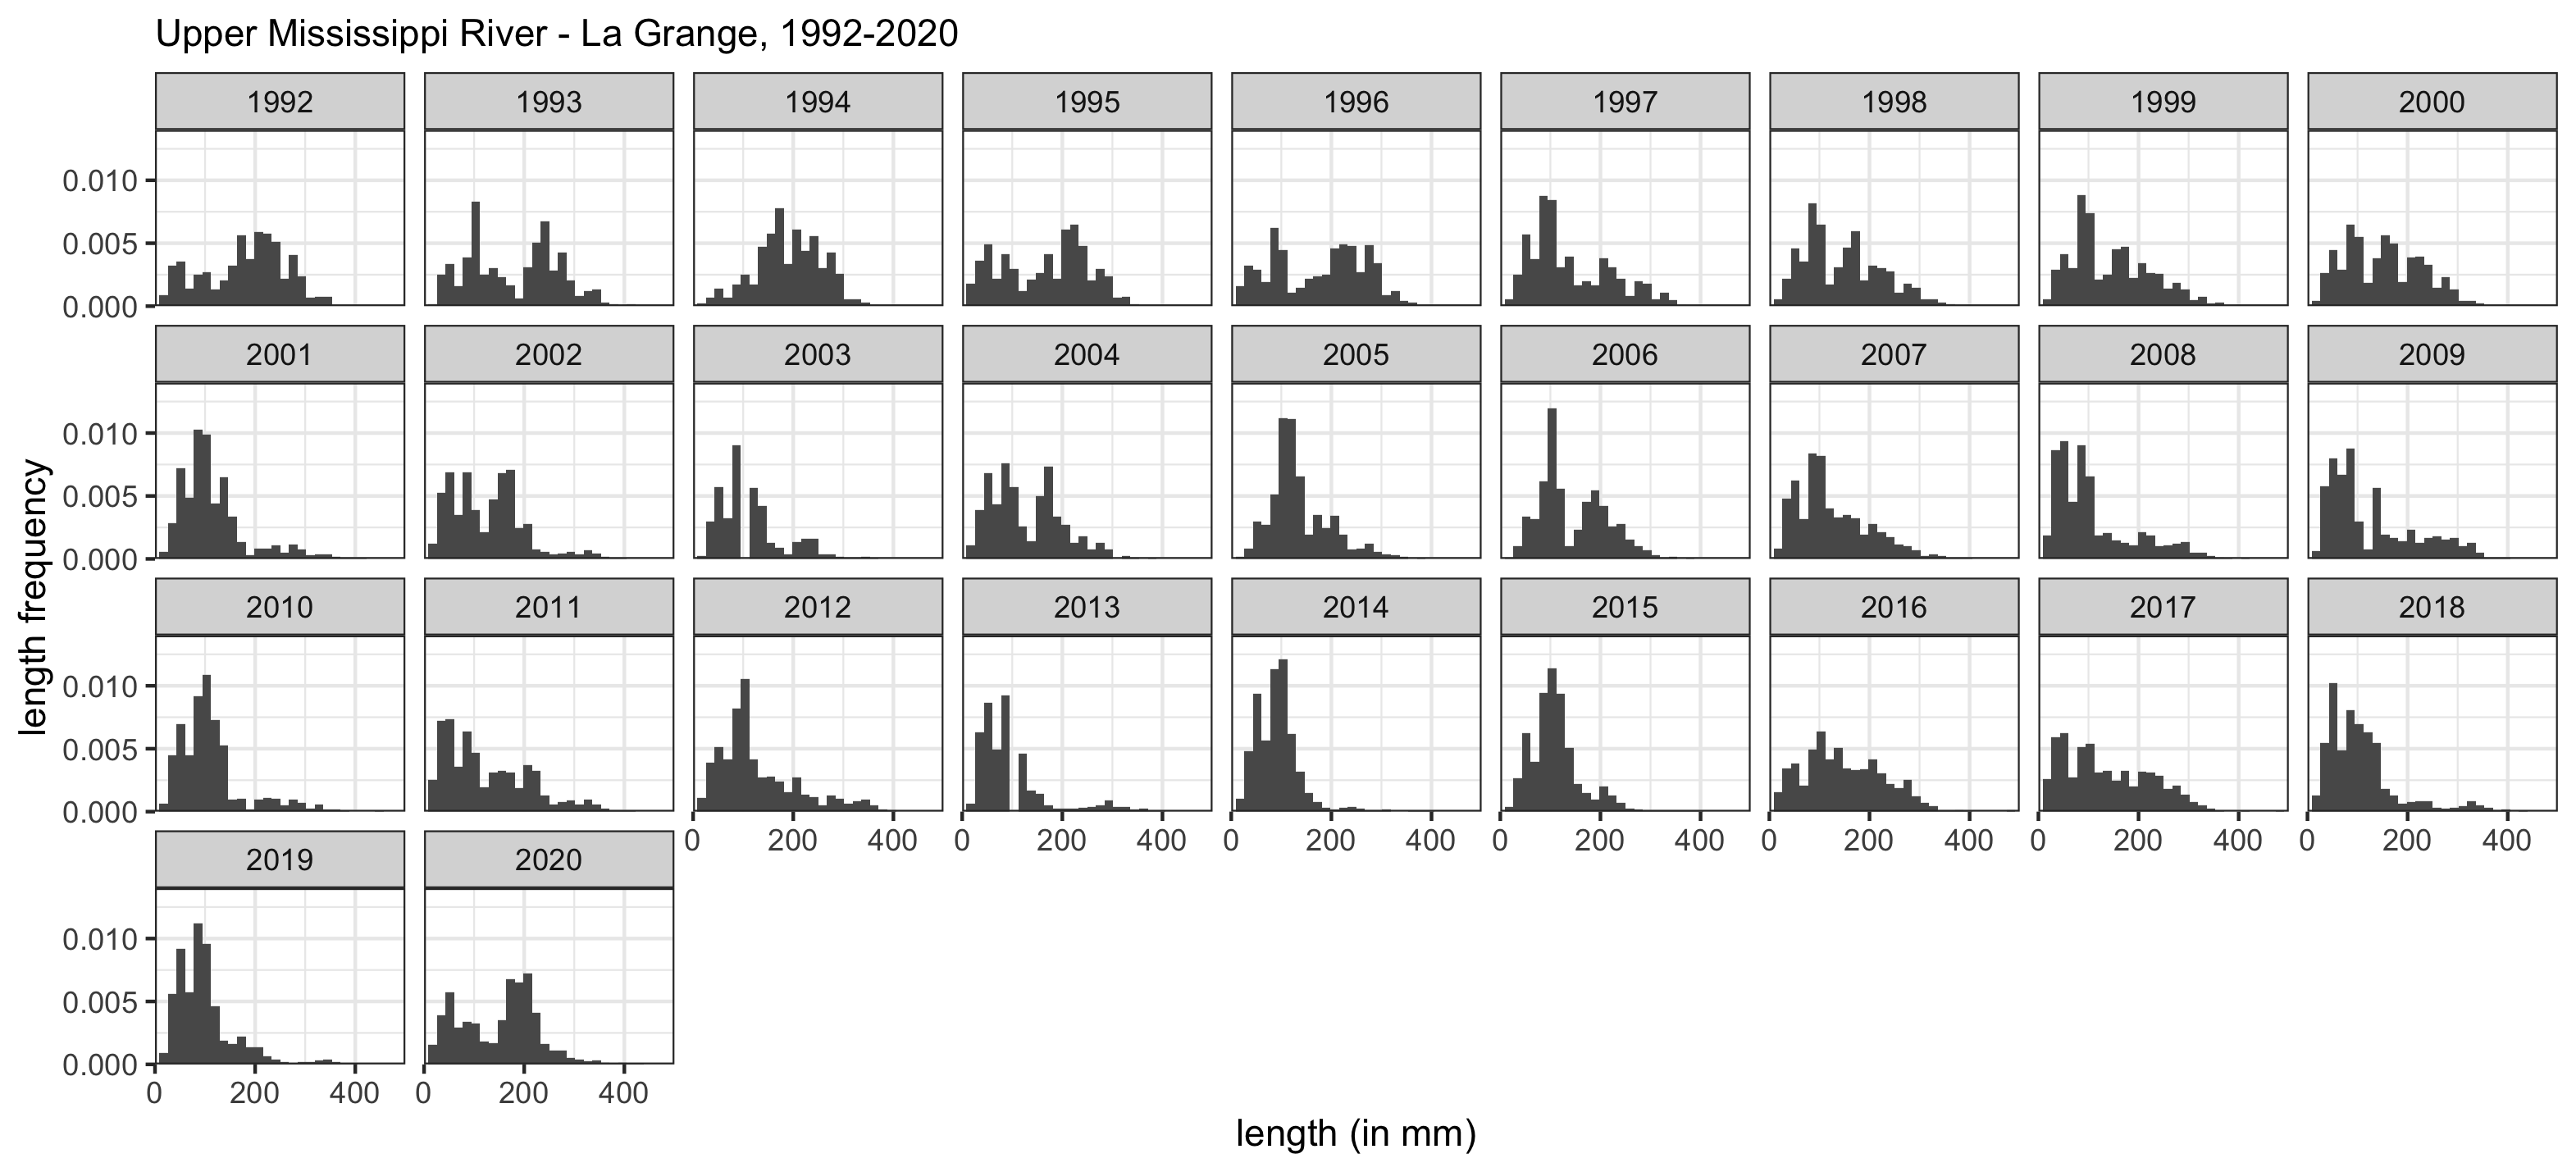 Upper Mississippi River - La Grange, 1992-2020
1992 1993 1994 1995 1996 1997 1998 1999 2000
0.010
0.005
0.000
2001 2002 2003 2004 2005 2006 2007 2008 2009
0.010
0.005
0.000
2010 2011 2012 2013 2014 2015 2016 2017 2018
0.010
0.005
0.000
0 200 400 0 200 400 0 200 400 0 200 400 0 200 400 0 200 400 0 200 400
2019 2020
0.010
0.005
0.000
0 200 400 0 200 400
length frequency
length (in mm)